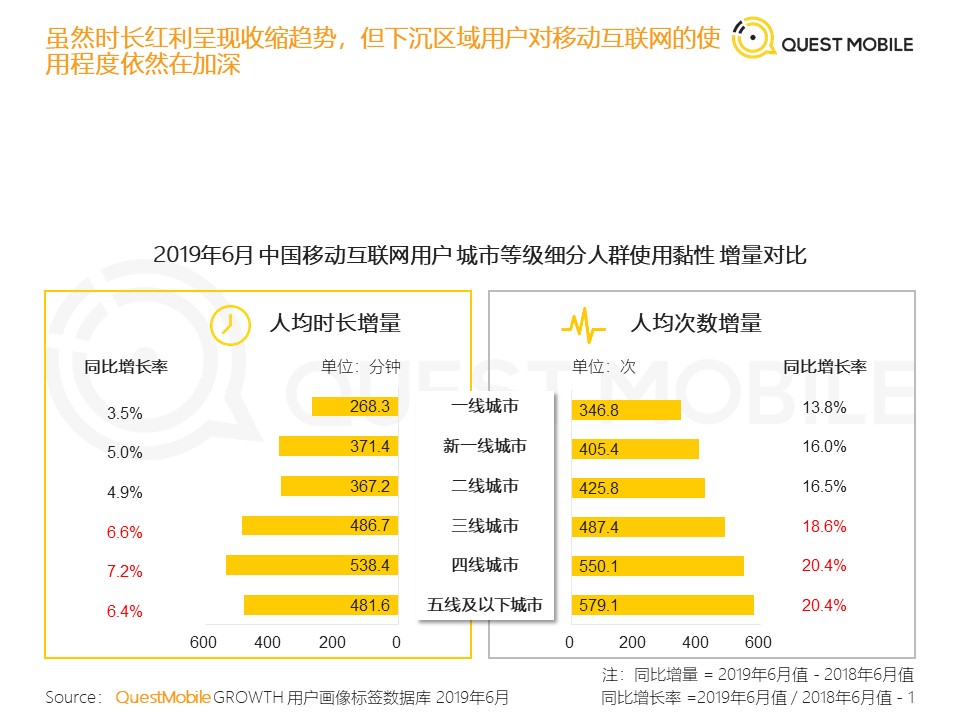 虽然时长红利呈现收缩趋势，但下沉区域用户对移动互联网的使
用程度依然在加深
QUEST MOBILE
2019年6月 中国移动互联网用户 城市等级细分人群使用黏性 增量对比
人均时长增量
同比增长率 单位：分钟
3.5% 268.3 一线城市
5.0% 371.4 新一线城市
4.9% 367.2 二线城市
6.6% 486.7 三线城市
7.2% 538.4 四线城市
6.4% 481.6 五线及以下城市
600 400 200 0
人均次数增量
单位：次 同比增长率
346.8 13.8%
405.4 16.0%
425.8 16.5%
487.4 18.6%
550.1 20.4%
579.1 20.4%
0 200 400 600
QUEST MOBILE
注：同比增量 = 2019年6月值 - 2018年6月值
Source： QuestMobile GROWTH 用户画像标签数据库 2019年6月
同比增长率 =2019年6月值 / 2018年6月值 - 1